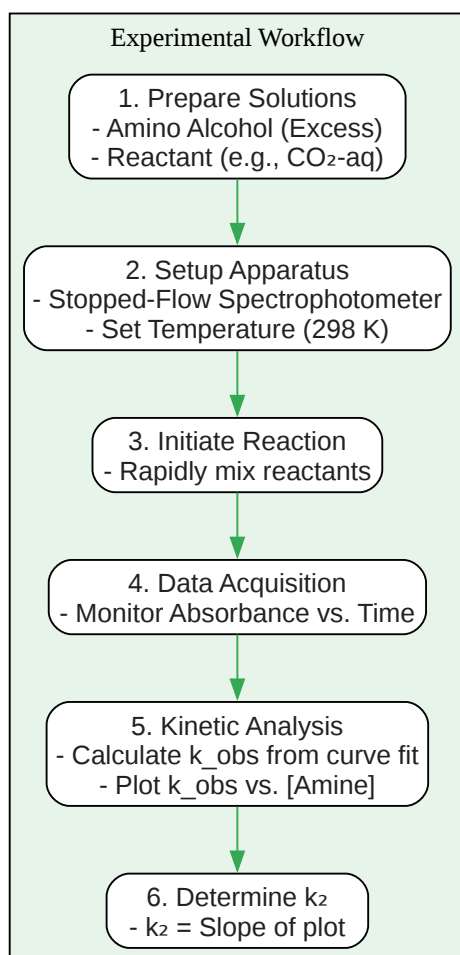 Experimental Workflow
1. Prepare Solutions
- Amino Alcohol (Excess)
- Reactant (e.g., CO₂-aq)
2. Setup Apparatus
- Stopped-Flow Spectrophotometer
- Set Temperature (298 K)
3. Initiate Reaction
- Rapidly mix reactants
4. Data Acquisition
- Monitor Absorbance vs. Time
5. Kinetic Analysis
- Calculate k_obs from curve fit
- Plot k_obs vs. [Amine]
6. Determine k₂
- k₂ = Slope of plot